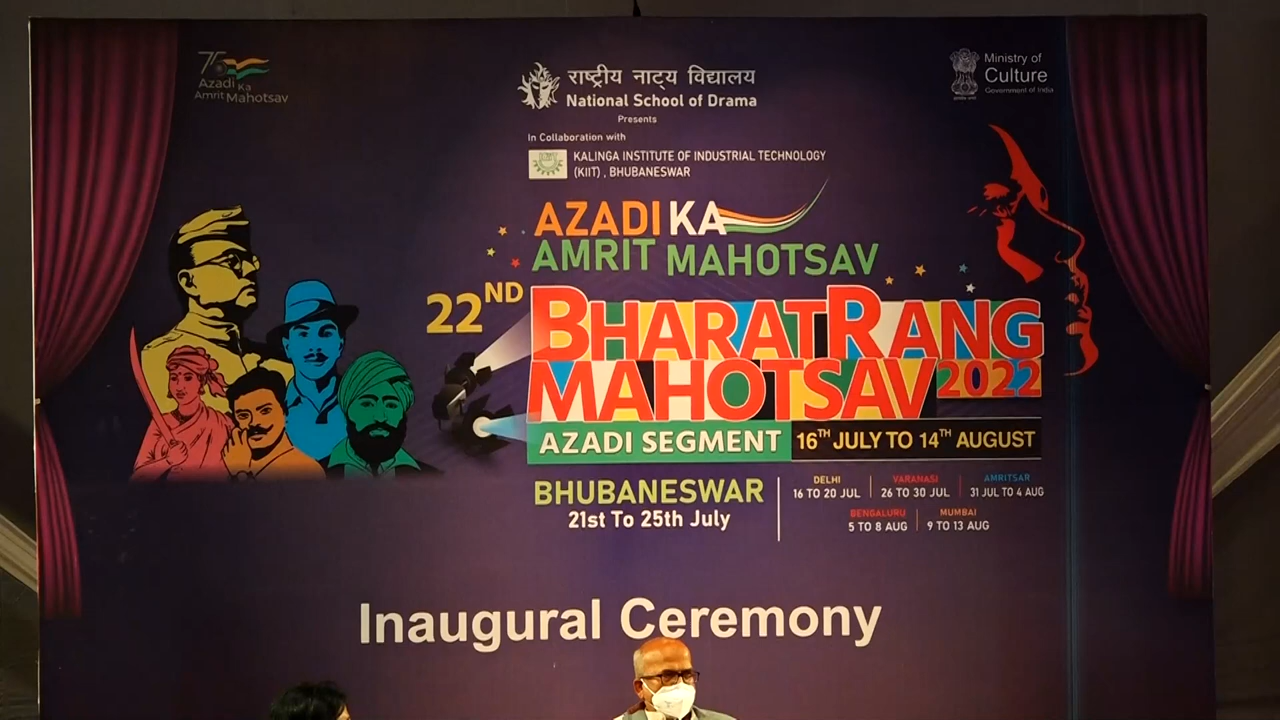 75
Azadi Ka
Amrit Mahotsav
राष्ट्रीय नाट्य विद्यालय
National School of Drama
Presents
Ministry of
Culture
Government of India
In Collaboration with
KALINGA INSTITUTE OF INDUSTRIAL TECHNOLOGY
(KIIT) , BHUBANESWAR
AZADI KA
AMRIT MAHOTSAV
22ND
BHARATRANG
MAHOTSAV 2022
AZADI SEGMENT 16TH JULY TO 14TH AUGUST
BHUBANESWAR
21st To 25th July
DELHI VARANASI AMRITSAR
16 TO 20 JUL 26 TO 30 JUL 31 JUL TO 4 AUG
BENGALURU MUMBAI
5 TO 8 AUG 9 TO 13 AUG
Inaugural Ceremony